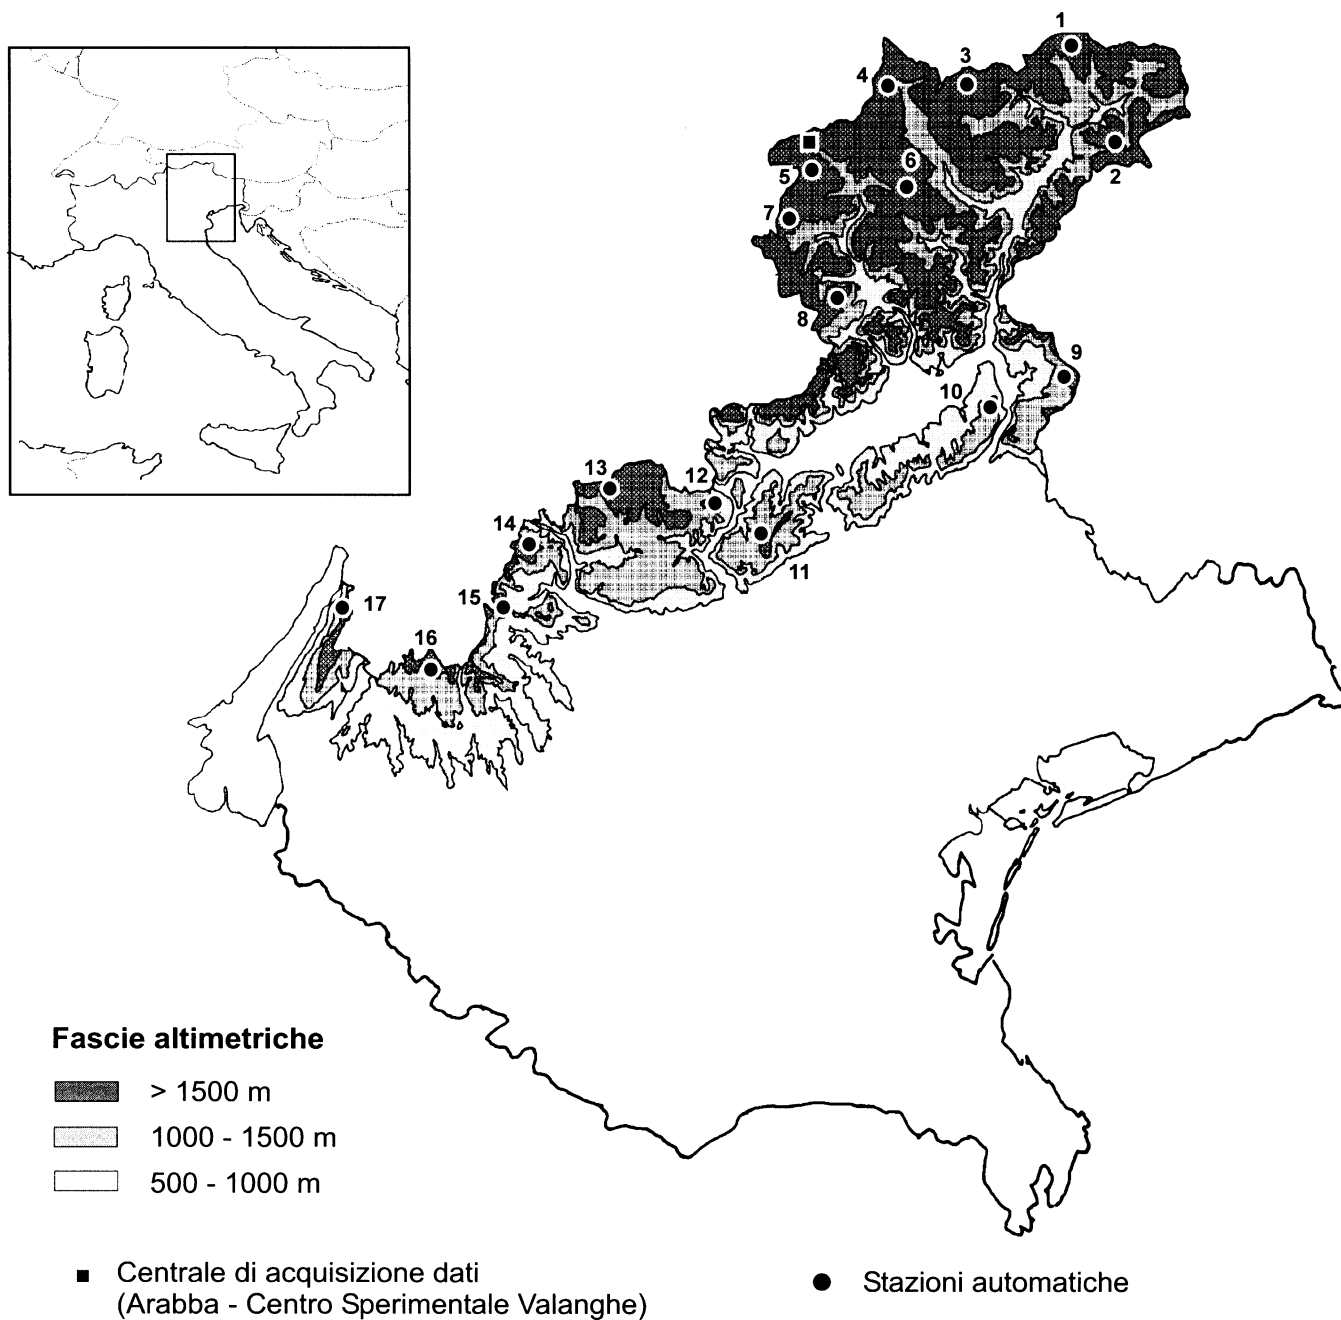 1
3
4
6
5
2
7
8
9
10
13
12
14
11
17
15
16
Fascie altimetriche
> 1500 m
1000 - 1500 m
500 - 1000 m
Centrale di acquisizione dati
(Arabba - Centro Sperimentale Valanghe)
Stazioni automatiche